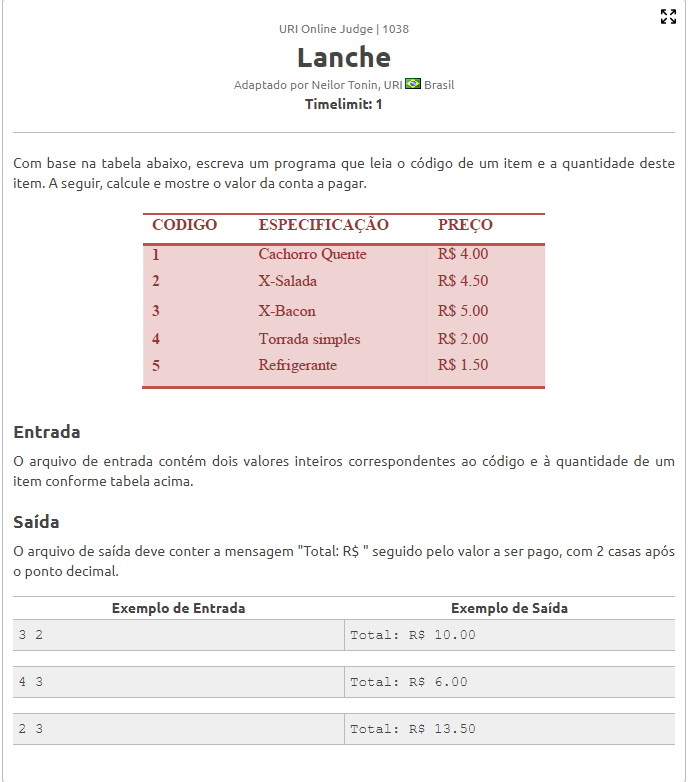 URI Online Judge | 1038
Lanche
Adaptado por Neilor Tonin, URI Brasil
Timelimit: 1
Com base na tabela abaixo, escreva um programa que leia o código de um item e a quantidade deste
item. A seguir, calcule e mostre o valor da conta a pagar.
CODIGO ESPECIFICAÇÃO PREÇO
1 Cachorro Quente R$ 4.00
2 X-Salada R$ 4.50
3 X-Bacon R$ 5.00
4 Torrada simples R$ 2.00
5 Refrigerante R$ 1.50
Entrada
O arquivo de entrada contém dois valores inteiros correspondentes ao código e à quantidade de um
item conforme tabela acima.
Saída
O arquivo de saída deve conter a mensagem "Total: R$ " seguido pelo valor a ser pago, com 2 casas após
o ponto decimal.
Exemplo de Entrada Exemplo de Saída
3 2 Total: R$ 10.00
4 3 Total: R$ 6.00
2 3 Total: R$ 13.50